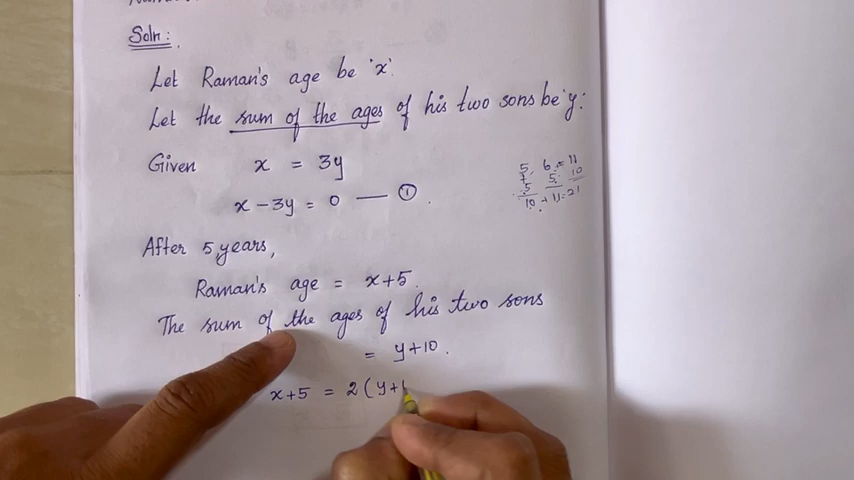 Soln:
Let Raman's age be 'x'.
Let the sum of the ages of his two sons be 'y'.
Given x = 3y
x - 3y = 0 — ①
5, 6 = 11
5 5 10
10 + 11 = 21
After 5 years,
Raman's age = x+5.
The sum of the ages of his two sons
= y+10.
x+5 = 2(y+1